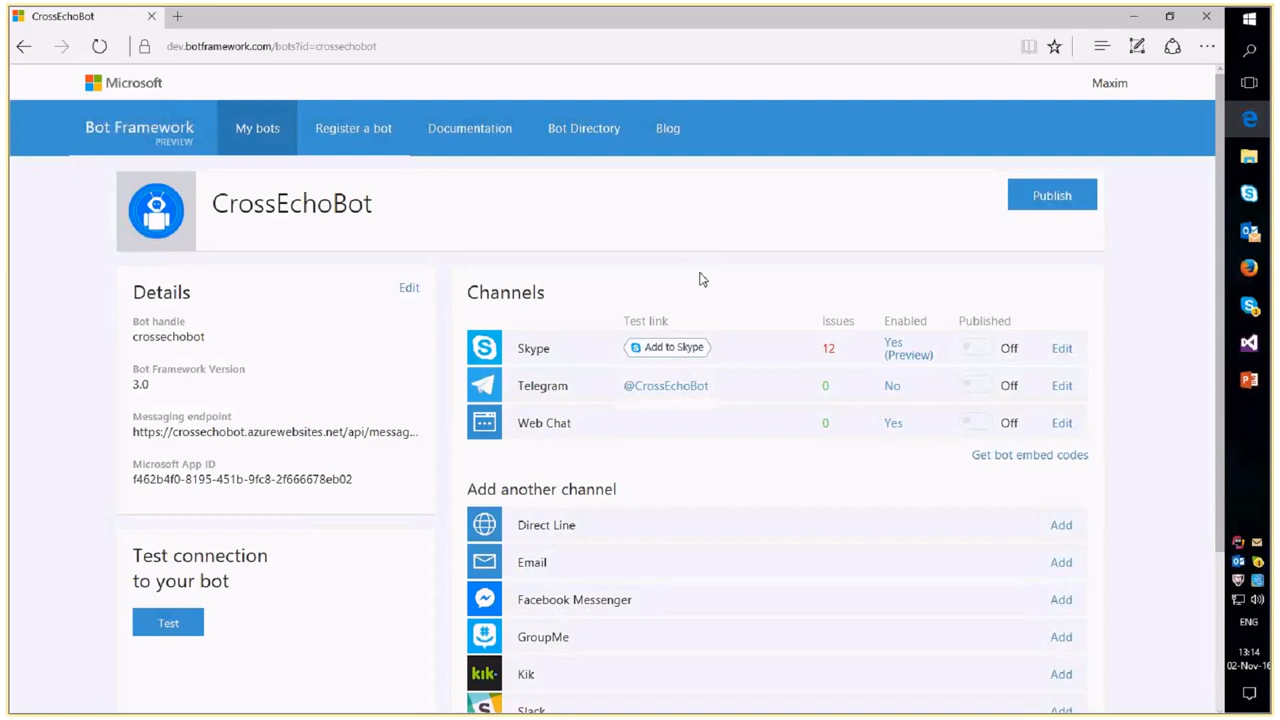 CrossEchoBot
dev.botframework.com/bots?id=crossechobot
Microsoft
Maxim
Bot Framework
PREVIEW
My bots
Register a bot
Documentation
Bot Directory
Blog
CrossEchoBot
Publish
Details
Edit
Bot handle
crossechobot
Bot Framework Version
3.0
Messaging endpoint
https://crossechobot.azurewebsites.net/api/messag...
Microsoft App ID
f462b4f0-8195-451b-9fc8-2f666678eb02
Test connection
to your bot
Test
Channels
Test link Issues Enabled Published
Skype Add to Skype 12 Yes (Preview) Off Edit
Telegram @CrossEchoBot 0 No Off Edit
Web Chat 0 Yes Off Edit
Get bot embed codes
Add another channel
Direct Line Add
Email Add
Facebook Messenger Add
GroupMe Add
kik. Kik Add
Slack Add
ENG
13:14
02-Nov-16